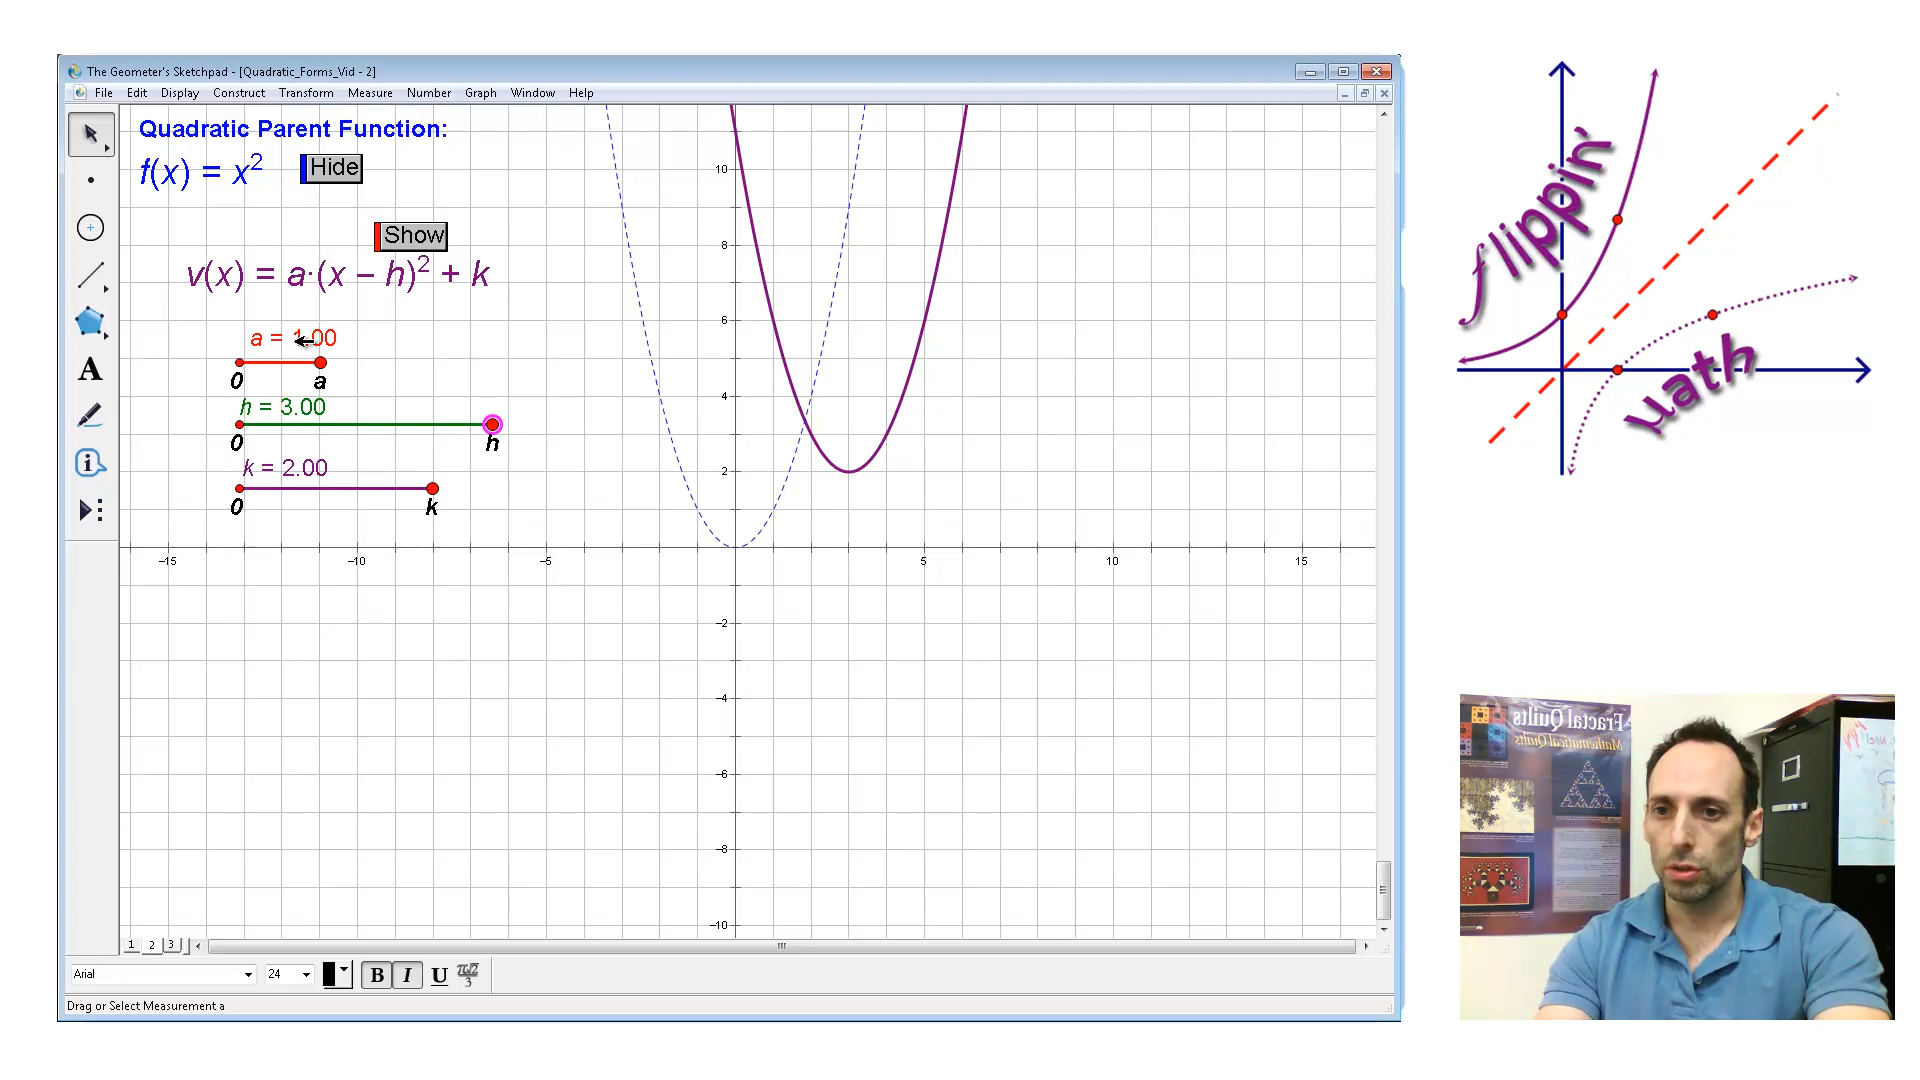 The Geometer's Sketchpad - [Quadratic_Forms_Vid - 2]
File Edit Display Construct Transform Measure Number Graph Window Help
Quadratic Parent Function:
f(x) = x²
Hide
Show
v(x) = a·(x – h)² + k
a = 1.00
0 a
h = 3.00
0 h
k = 2.00
0 k
10
8
6
4
2
–15 –10 –5 5 10 15
–2
–4
–6
–8
–10
1 2 3
Arial 24 B I U
Drag or Select Measurement a
flippin'
math
Fractal Quilts
Mathematical Quilts